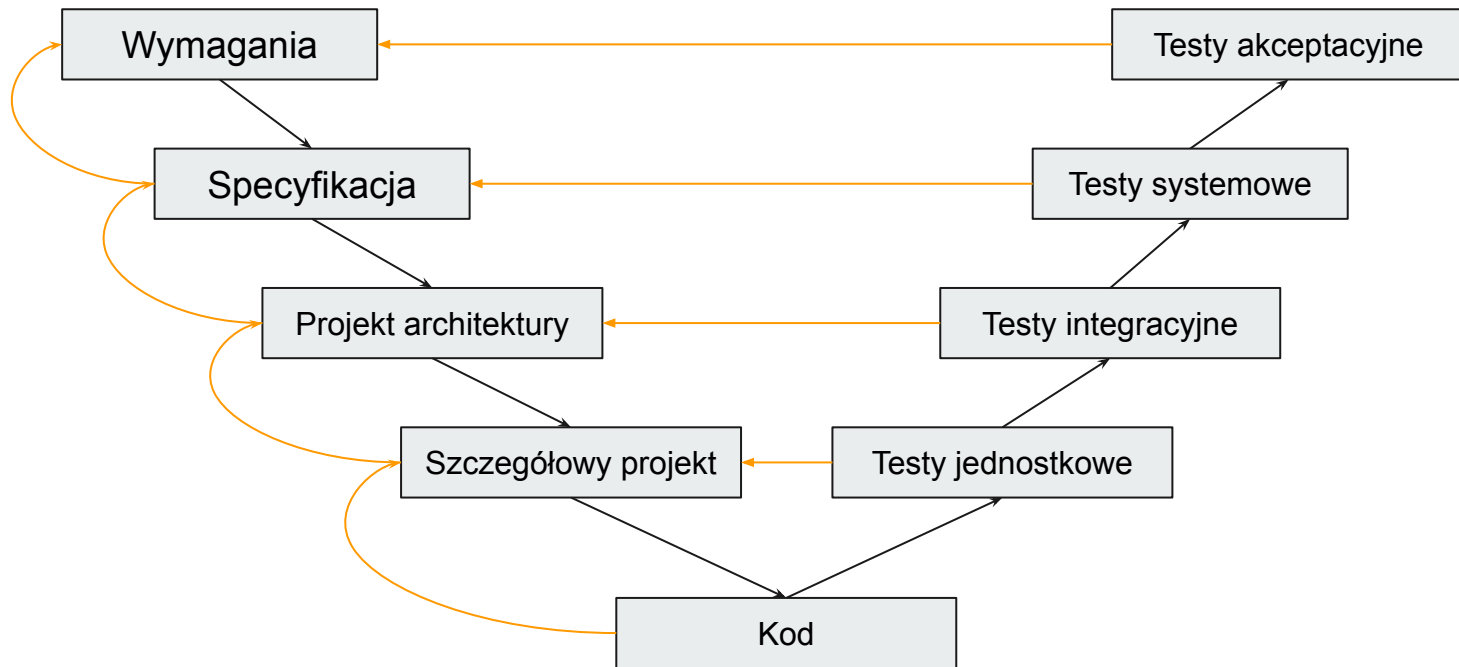 Wymagania
Testy akceptacyjne
Specyfikacja
Testy systemowe
Projekt architektury
Testy integracyjne
Szczegółowy projekt
Testy jednostkowe
Kod